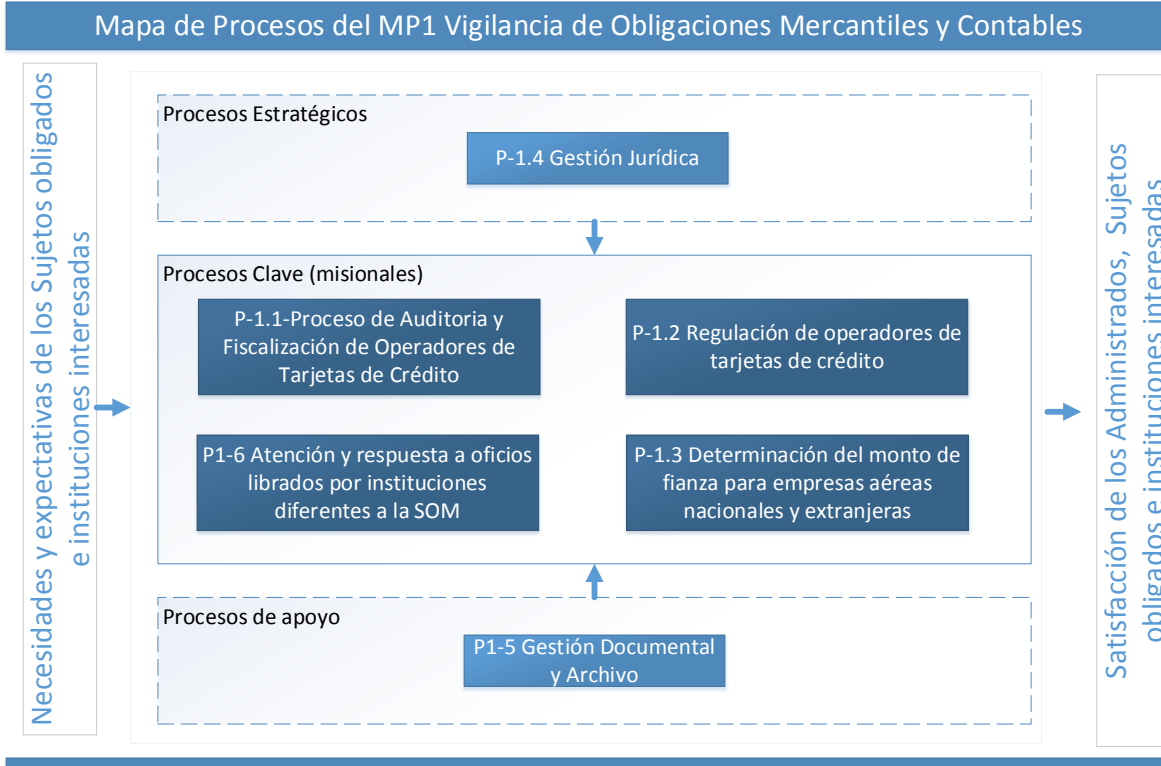 Mapa de Procesos del MP1 Vigilancia de Obligaciones Mercantiles y Contables
Necesidades y expectativas de los Sujetos obligados
e instituciones interesadas
Procesos Estratégicos
P-1.4 Gestión Jurídica
Procesos Clave (misionales)
P-1.1-Proceso de Auditoria y
Fiscalización de Operadores de
Tarjetas de Crédito
P-1.2 Regulación de operadores de
tarjetas de crédito
P1-6 Atención y respuesta a oficios
librados por instituciones
diferentes a la SOM
P-1.3 Determinación del monto de
fianza para empresas aéreas
nacionales y extranjeras
Procesos de apoyo
P1-5 Gestión Documental
y Archivo
Satisfacción de los Administrados, Sujetos
obligados e instituciones interesadas